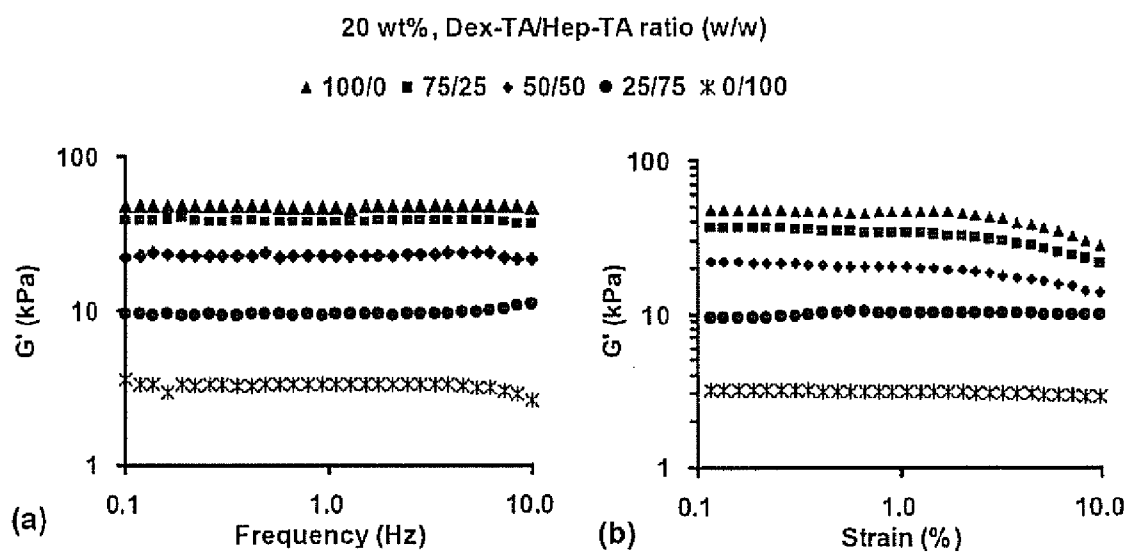 20 wt%, Dex-TA/Hep-TA ratio (w/w)
▲ 100/0 ■ 75/25 ♦ 50/50 ● 25/75 ж 0/100
100
10
1
G' (kPa)
0.1 1.0 10.0
Frequency (Hz)
(a)
100
10
1
G' (kPa)
0.1 1.0 10.0
Strain (%)
(b)